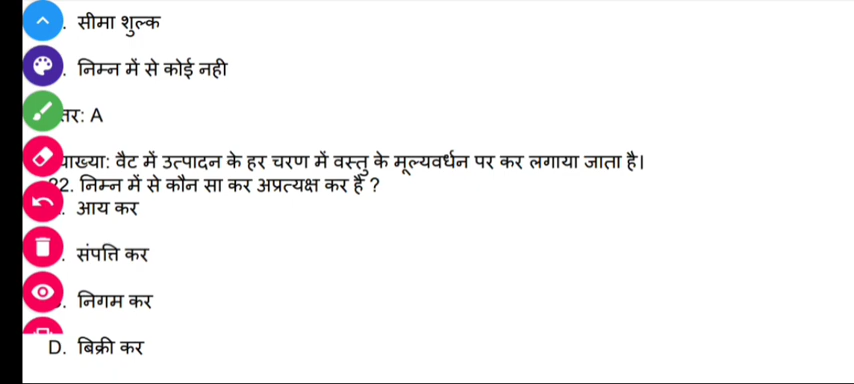 . सीमा शुल्क
. निम्न में से कोई नही
तर: A
याख्या: वैट में उत्पादन के हर चरण में वस्तु के मूल्यवर्धन पर कर लगाया जाता है।
22. निम्न में से कौन सा कर अप्रत्यक्ष कर है ?
. आय कर
. संपत्ति कर
. निगम कर
D. बिक्री कर